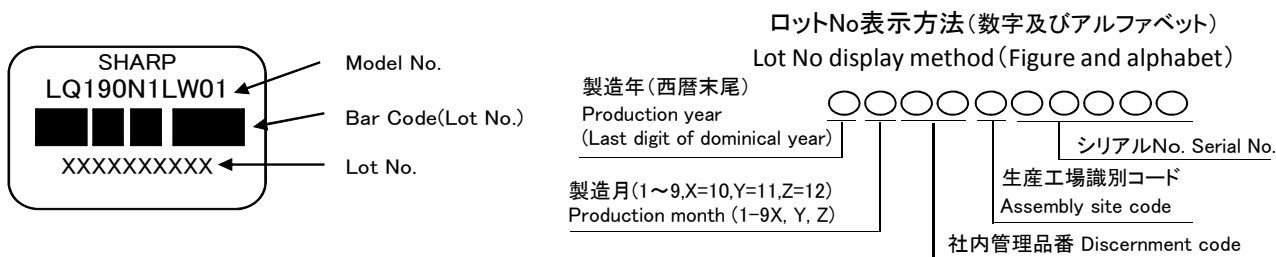 SHARP
LQ190N1LW01
XXXXXXXXXX
Model No.
Bar Code(Lot No.)
Lot No.
ロットNo表示方法(数字及びアルファベット)
Lot No display method(Figure and alphabet)
製造年(西暦末尾)
Production year
(Last digit of dominical year)
○○○○○○○○○
シリアルNo. Serial No.
製造月(1～9,X=10,Y=11,Z=12)
Production month (1-9X, Y, Z)
生産工場識別コード
Assembly site code
社内管理品番 Discernment code